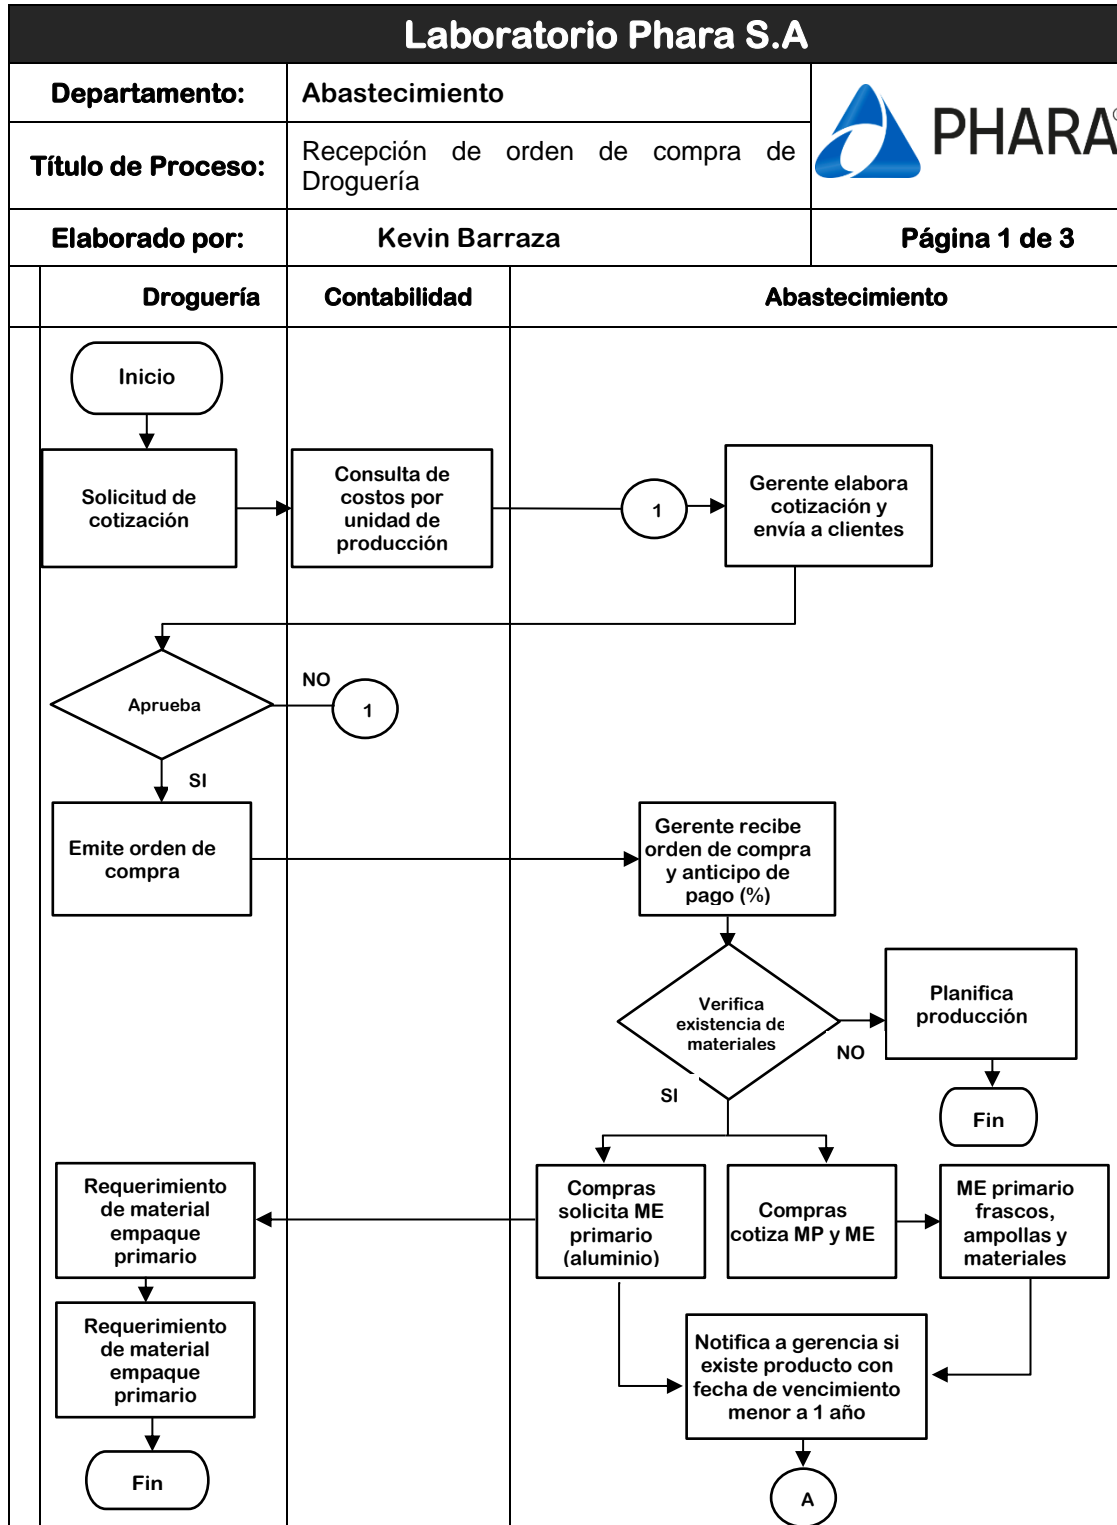 Laboratorio Phara S.A
Departamento:
Abastecimiento
PHARA®
Título de Proceso:
Recepción de orden de compra de
Droguería
Elaborado por:
Kevin Barraza
Página 1 de 3
Droguería
Contabilidad
Abastecimiento
Inicio
Solicitud de
cotización
Consulta de
costos por
unidad de
producción
1
Gerente elabora
cotización y
envía a clientes
Aprueba
NO
1
SI
Emite orden de
compra
Gerente recibe
orden de compra
y anticipo de
pago (%)
Verifica
existencia de
materiales
NO
Planifica
producción
Fin
SI
Requerimiento
de material
empaque
primario
Compras
solicita ME
primario
(aluminio)
Compras
cotiza MP y ME
ME primario
frascos,
ampollas y
materiales
Requerimiento
de material
empaque
primario
Notifica a gerencia si
existe producto con
fecha de vencimiento
menor a 1 año
Fin
A